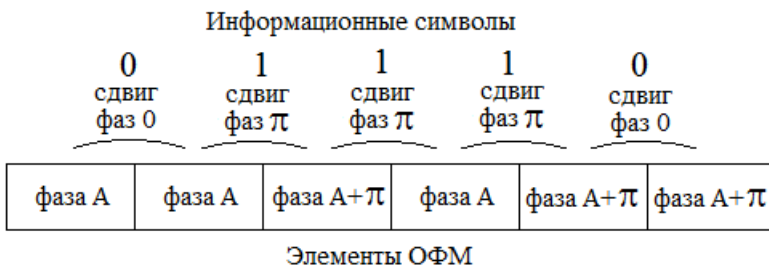 Информационные символы
0 1 1 1 0
сдвиг сдвиг сдвиг сдвиг сдвиг
фаз 0 фаз π фаз π фаз π фаз 0
фаза А фаза А фаза А+π фаза А фаза А+π фаза А+π
Элементы ОФМ